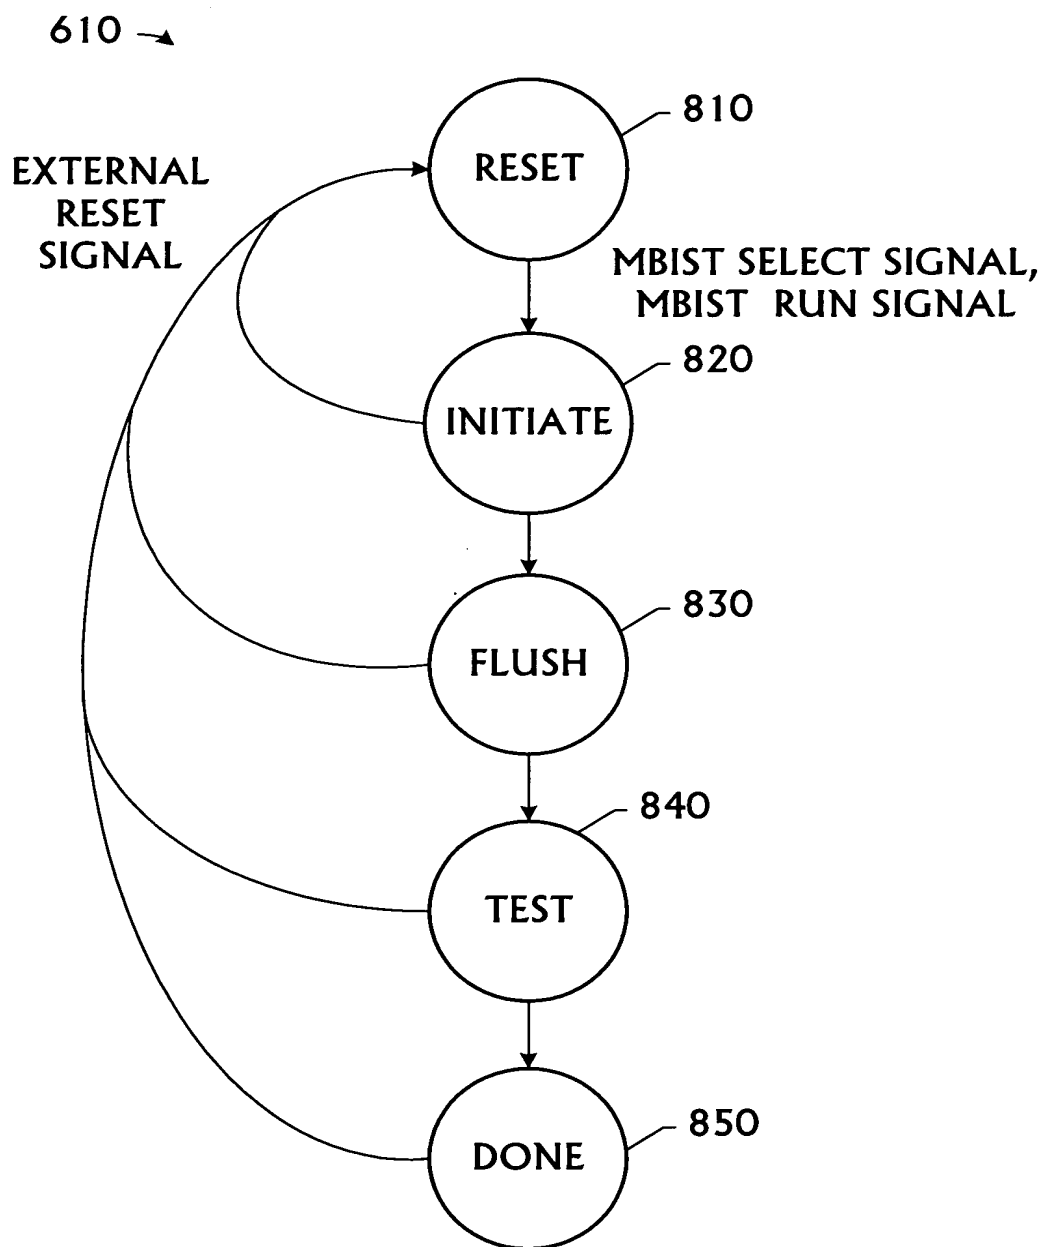 610
810
RESET
EXTERNAL
RESET
SIGNAL
MBIST SELECT SIGNAL,
MBIST RUN SIGNAL
820
INITIATE
830
FLUSH
840
TEST
850
DONE